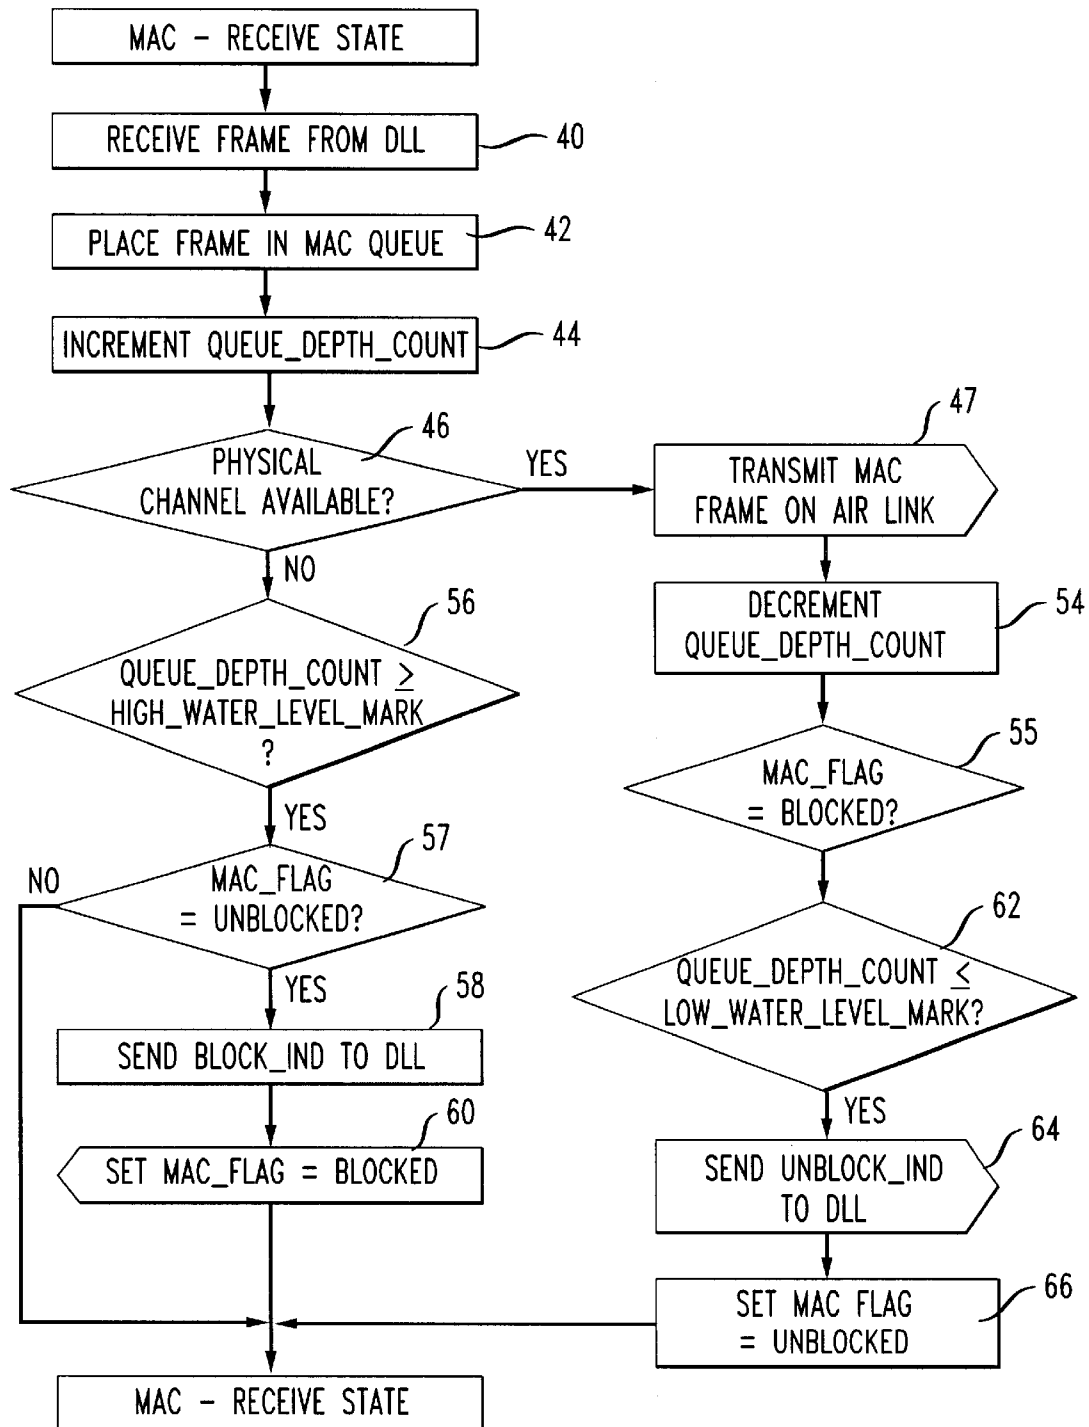 MAC - RECEIVE STATE
RECEIVE FRAME FROM DLL
40
PLACE FRAME IN MAC QUEUE
42
INCREMENT QUEUE_DEPTH_COUNT
44
46
PHYSICAL
CHANNEL AVAILABLE?
YES
NO
47
TRANSMIT MAC
FRAME ON AIR LINK
DECREMENT
QUEUE_DEPTH_COUNT
54
56
QUEUE_DEPTH_COUNT ≥
HIGH_WATER_LEVEL_MARK
?
YES
55
MAC_FLAG
= BLOCKED?
57
NO
MAC_FLAG
= UNBLOCKED?
YES
62
QUEUE_DEPTH_COUNT ≤
LOW_WATER_LEVEL_MARK?
YES
58
SEND BLOCK_IND TO DLL
60
SET MAC_FLAG = BLOCKED
64
SEND UNBLOCK_IND
TO DLL
66
SET MAC FLAG
= UNBLOCKED
MAC - RECEIVE STATE